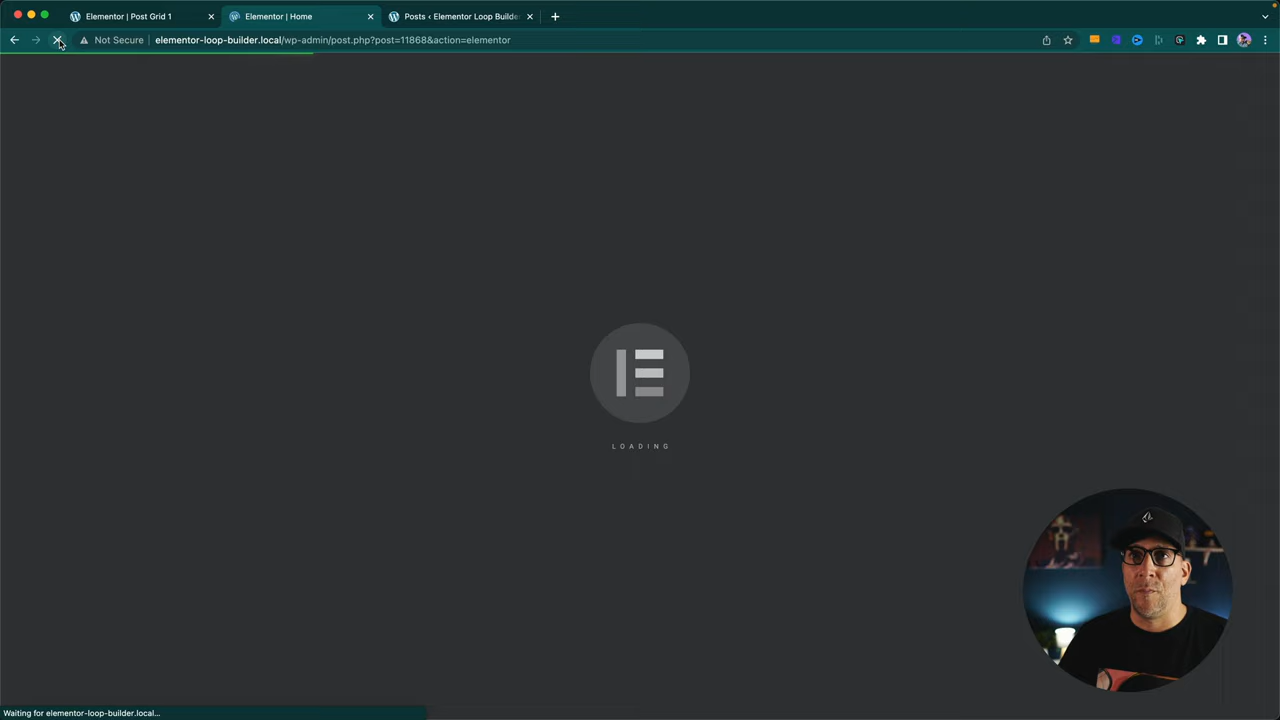 Elementor | Post Grid 1
Elementor | Home
Posts ‹ Elementor Loop Builde
Not Secure
elementor-loop-builder.local/wp-admin/post.php?post=11868&action=elementor
LOADING
Waiting for elementor-loop-builder.local...